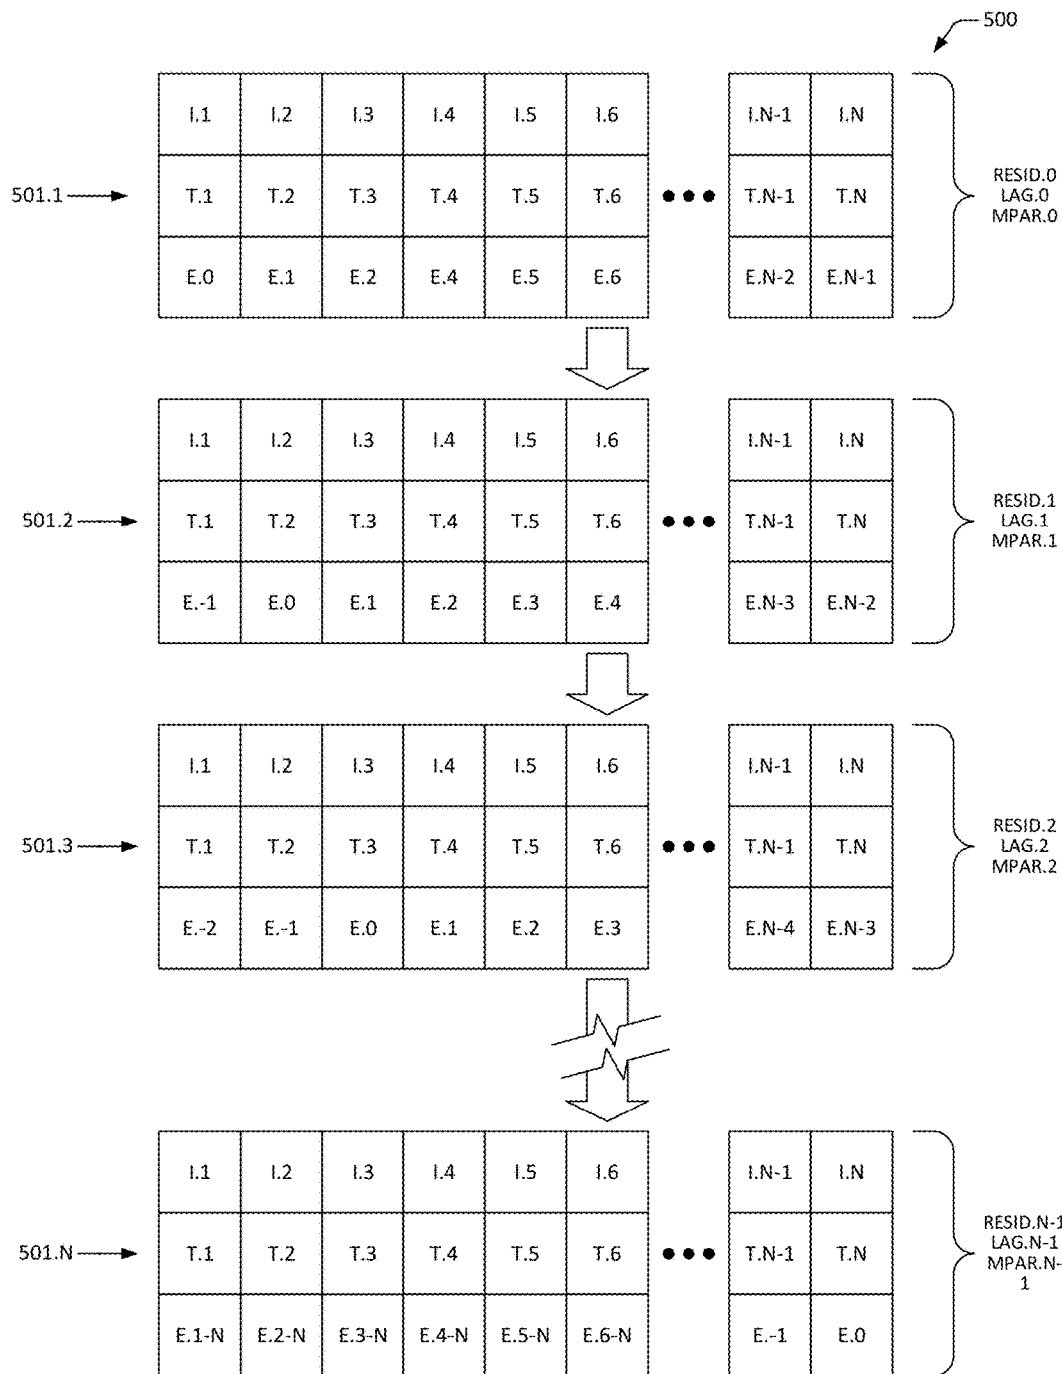 500
I.1 I.2 I.3 I.4 I.5 I.6 I.N-1 I.N
501.1 T.1 T.2 T.3 T.4 T.5 T.6 ●●● T.N-1 T.N
RESID.0
LAG.0
MPAR.0
E.0 E.1 E.2 E.4 E.5 E.6 E.N-2 E.N-1
I.1 I.2 I.3 I.4 I.5 I.6 I.N-1 I.N
501.2 T.1 T.2 T.3 T.4 T.5 T.6 ●●● T.N-1 T.N
RESID.1
LAG.1
MPAR.1
E.-1 E.0 E.1 E.2 E.3 E.4 E.N-3 E.N-2
I.1 I.2 I.3 I.4 I.5 I.6 I.N-1 I.N
501.3 T.1 T.2 T.3 T.4 T.5 T.6 ●●● T.N-1 T.N
RESID.2
LAG.2
MPAR.2
E.-2 E.-1 E.0 E.1 E.2 E.3 E.N-4 E.N-3
I.1 I.2 I.3 I.4 I.5 I.6 I.N-1 I.N
501.N T.1 T.2 T.3 T.4 T.5 T.6 ●●● T.N-1 T.N
RESID.N-1
LAG.N-1
MPAR.N-
1
E.1-N E.2-N E.3-N E.4-N E.5-N E.6-N E.-1 E.0